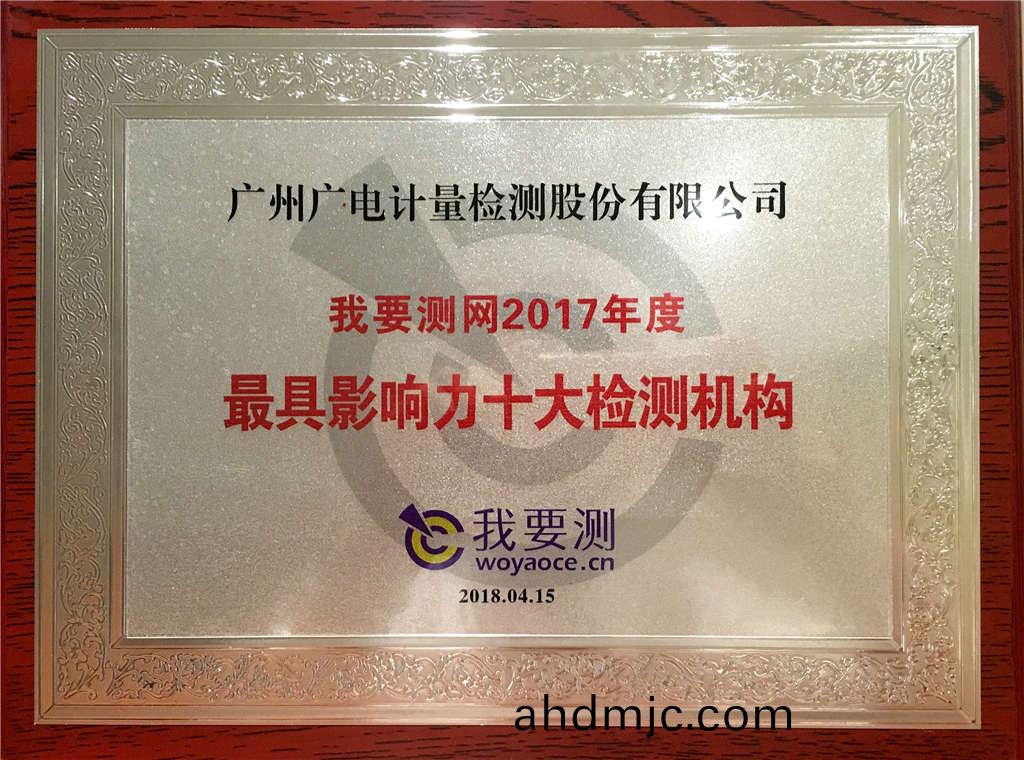 广州广电计量检测股份有限公司
我要测网2017年度
最具影响力十大检测机构
我要测
woyaoce.cn
2018.04.15
ahdmjc.com